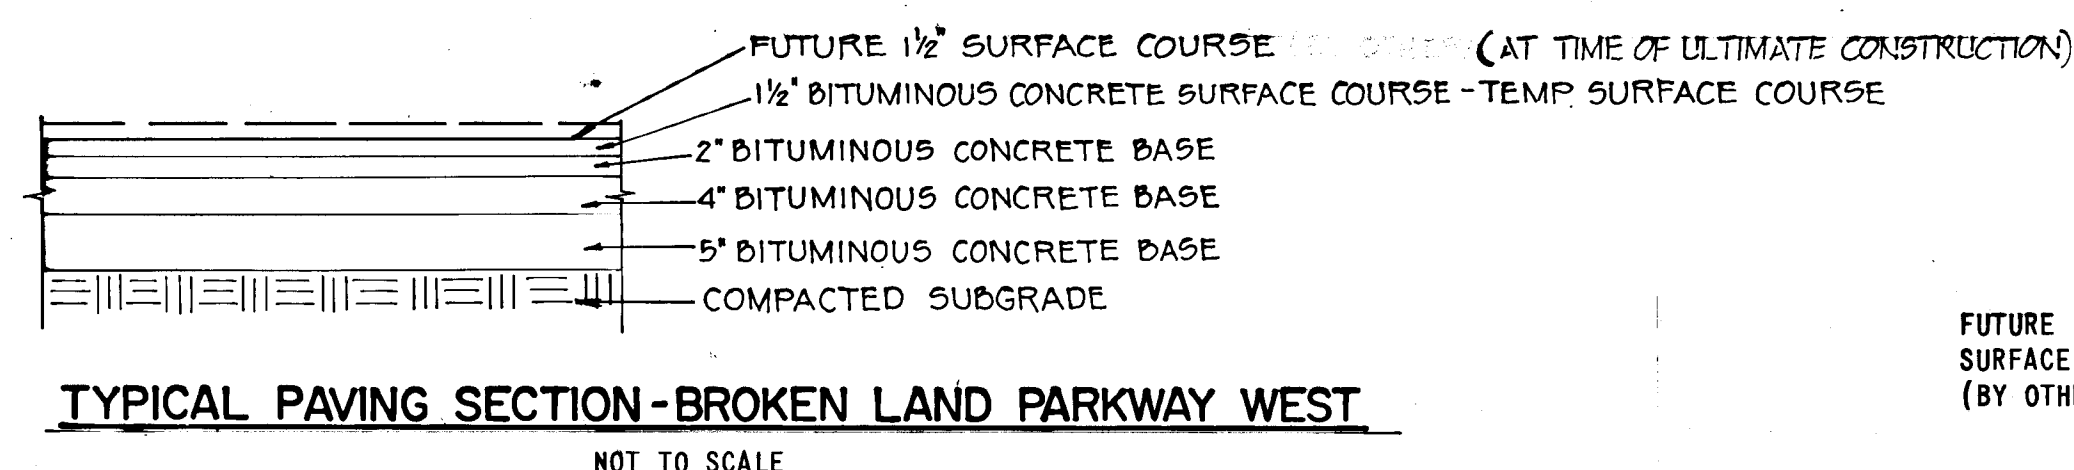 FUTURE 1½" SURFACE COURSE (AT TIME OF ULTIMATE CONSTRUCTION)
1½" BITUMINOUS CONCRETE SURFACE COURSE - TEMP. SURFACE COURSE
2" BITUMINOUS CONCRETE BASE
4" BITUMINOUS CONCRETE BASE
5" BITUMINOUS CONCRETE BASE
COMPACTED SUBGRADE
TYPICAL PAVING SECTION - BROKEN LAND PARKWAY WEST
NOT TO SCALE
FUTURE
SURFACE
(BY